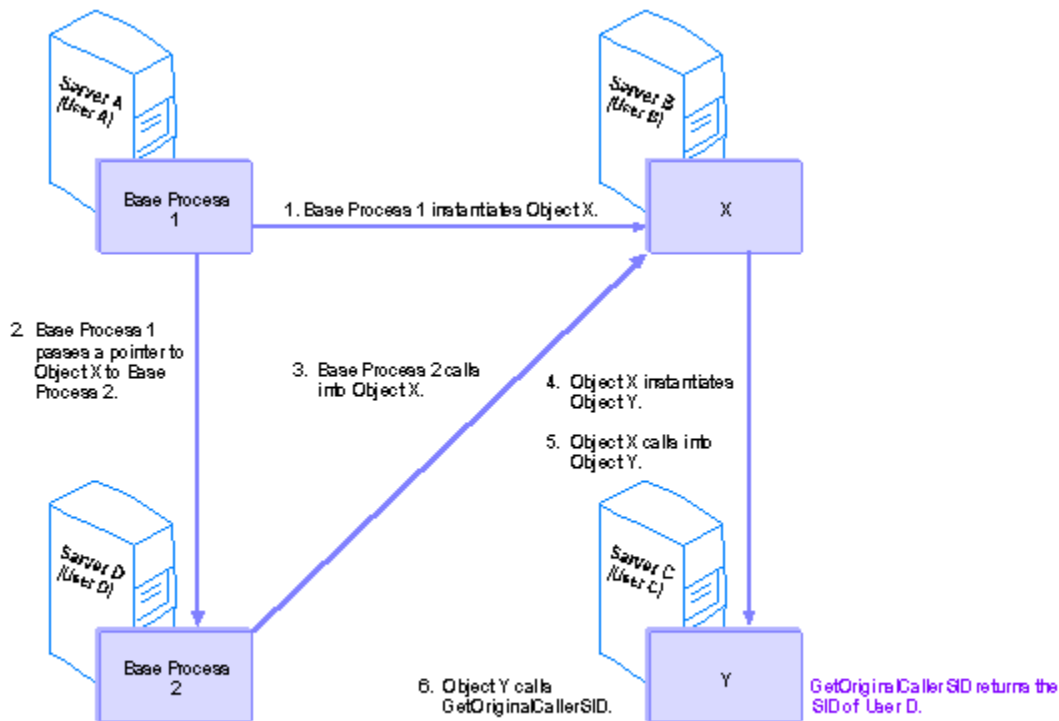 Server A
(User A)
Server B
(User B)
Base Process
1
X
1. Base Process 1 instantiates Object X.
2. Base Process 1
passes a pointer to
Object X to Base
Process 2.
3. Base Process 2 calls
into Object X.
4. Object X instantiates
Object Y.
5. Object X calls into
Object Y.
Server D
(User D)
Server C
(User C)
Base Process
2
6. Object Y calls
GetOriginalCallerSID.
Y
GetOriginalCallerSID returns the
SID of User D.